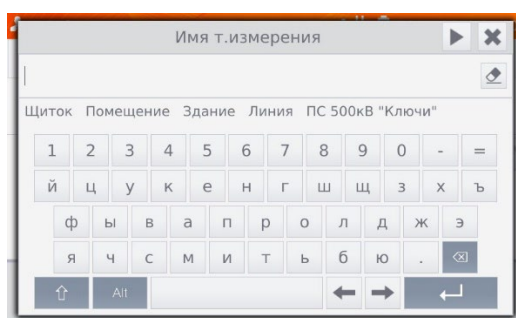 Имя т.измерения
Щиток Помещение Здание Линия ПС 500кВ "Ключи"
1 2 3 4 5 6 7 8 9 0 - =
й ц у к е н г ш щ з х ъ
ф ы в а п р о л д ж э
я ч с м и т ь б ю .
Alt